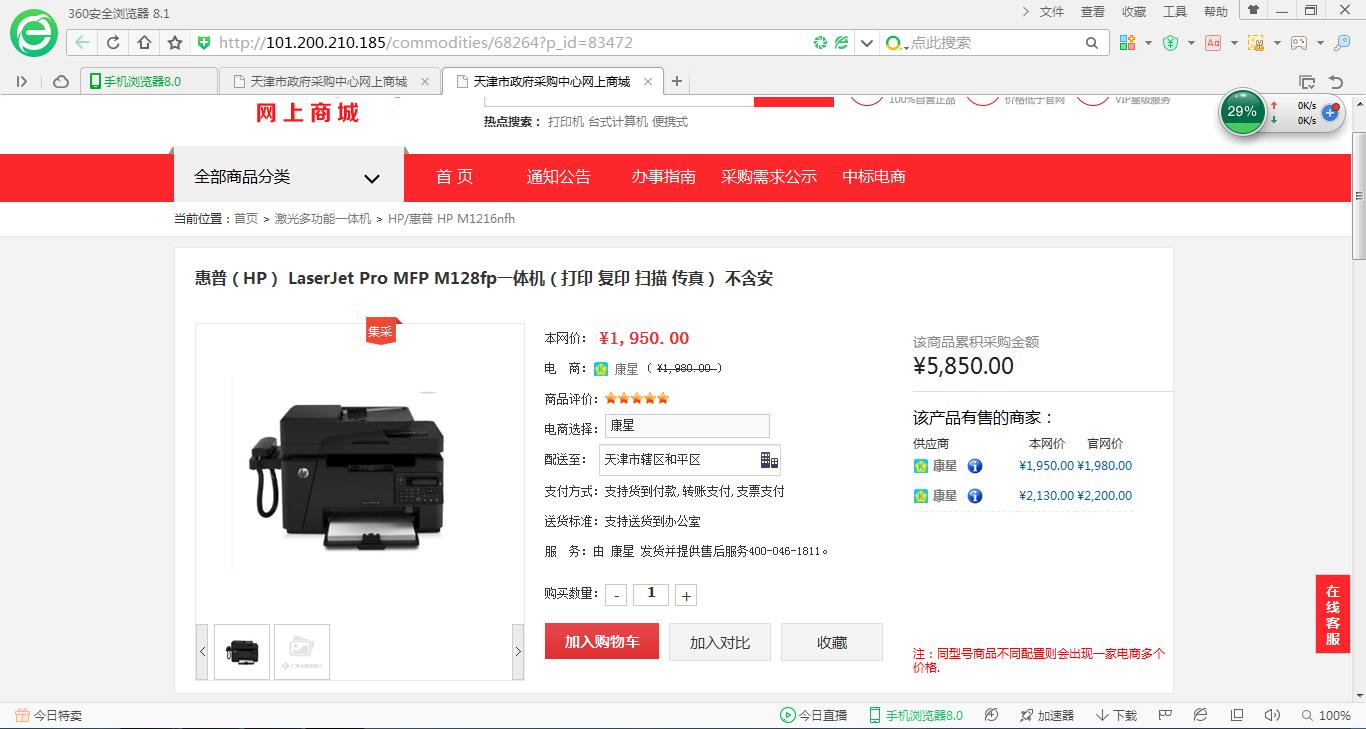 360安全浏览器 8.1
文件 查看 收藏 工具 帮助
http://101.200.210.185/commodities/68264?p_id=83472
点此搜索
手机浏览器8.0
天津市政府采购中心网上商城
天津市政府采购中心网上商城
网上商城
100%自营正品 价格低于官网 VIP星级服务
热点搜索： 打印机 台式计算机 便携式
29%
0K/s
0K/s
全部商品分类 首 页 通知公告 办事指南 采购需求公示 中标电商
当前位置：首页 > 激光多功能一体机 > HP/惠普 HP M1216nfh
惠普（HP） LaserJet Pro MFP M128fp一体机（打印 复印 扫描 传真） 不含安
集采
本网价： ¥1,950.00
电 商： 康星 （ ¥1,980.00 ）
商品评价：
电商选择： 康星
配送至： 天津市辖区和平区
支付方式：支持货到付款,转账支付,支票支付
送货标准：支持送货到办公室
服 务：由 康星 发货并提供售后服务400-046-1811。
购买数量： - 1 +
加入购物车 加入对比 收藏
该商品累积采购金额
¥5,850.00
该产品有售的商家：
供应商 本网价 官网价
康星 ¥1,950.00 ¥1,980.00
康星 ¥2,130.00 ¥2,200.00
注：同型号商品不同配置则会出现一家电商多个
价格.
在线客服
今日特卖
今日直播 手机浏览器8.0 加速器 下载 100%